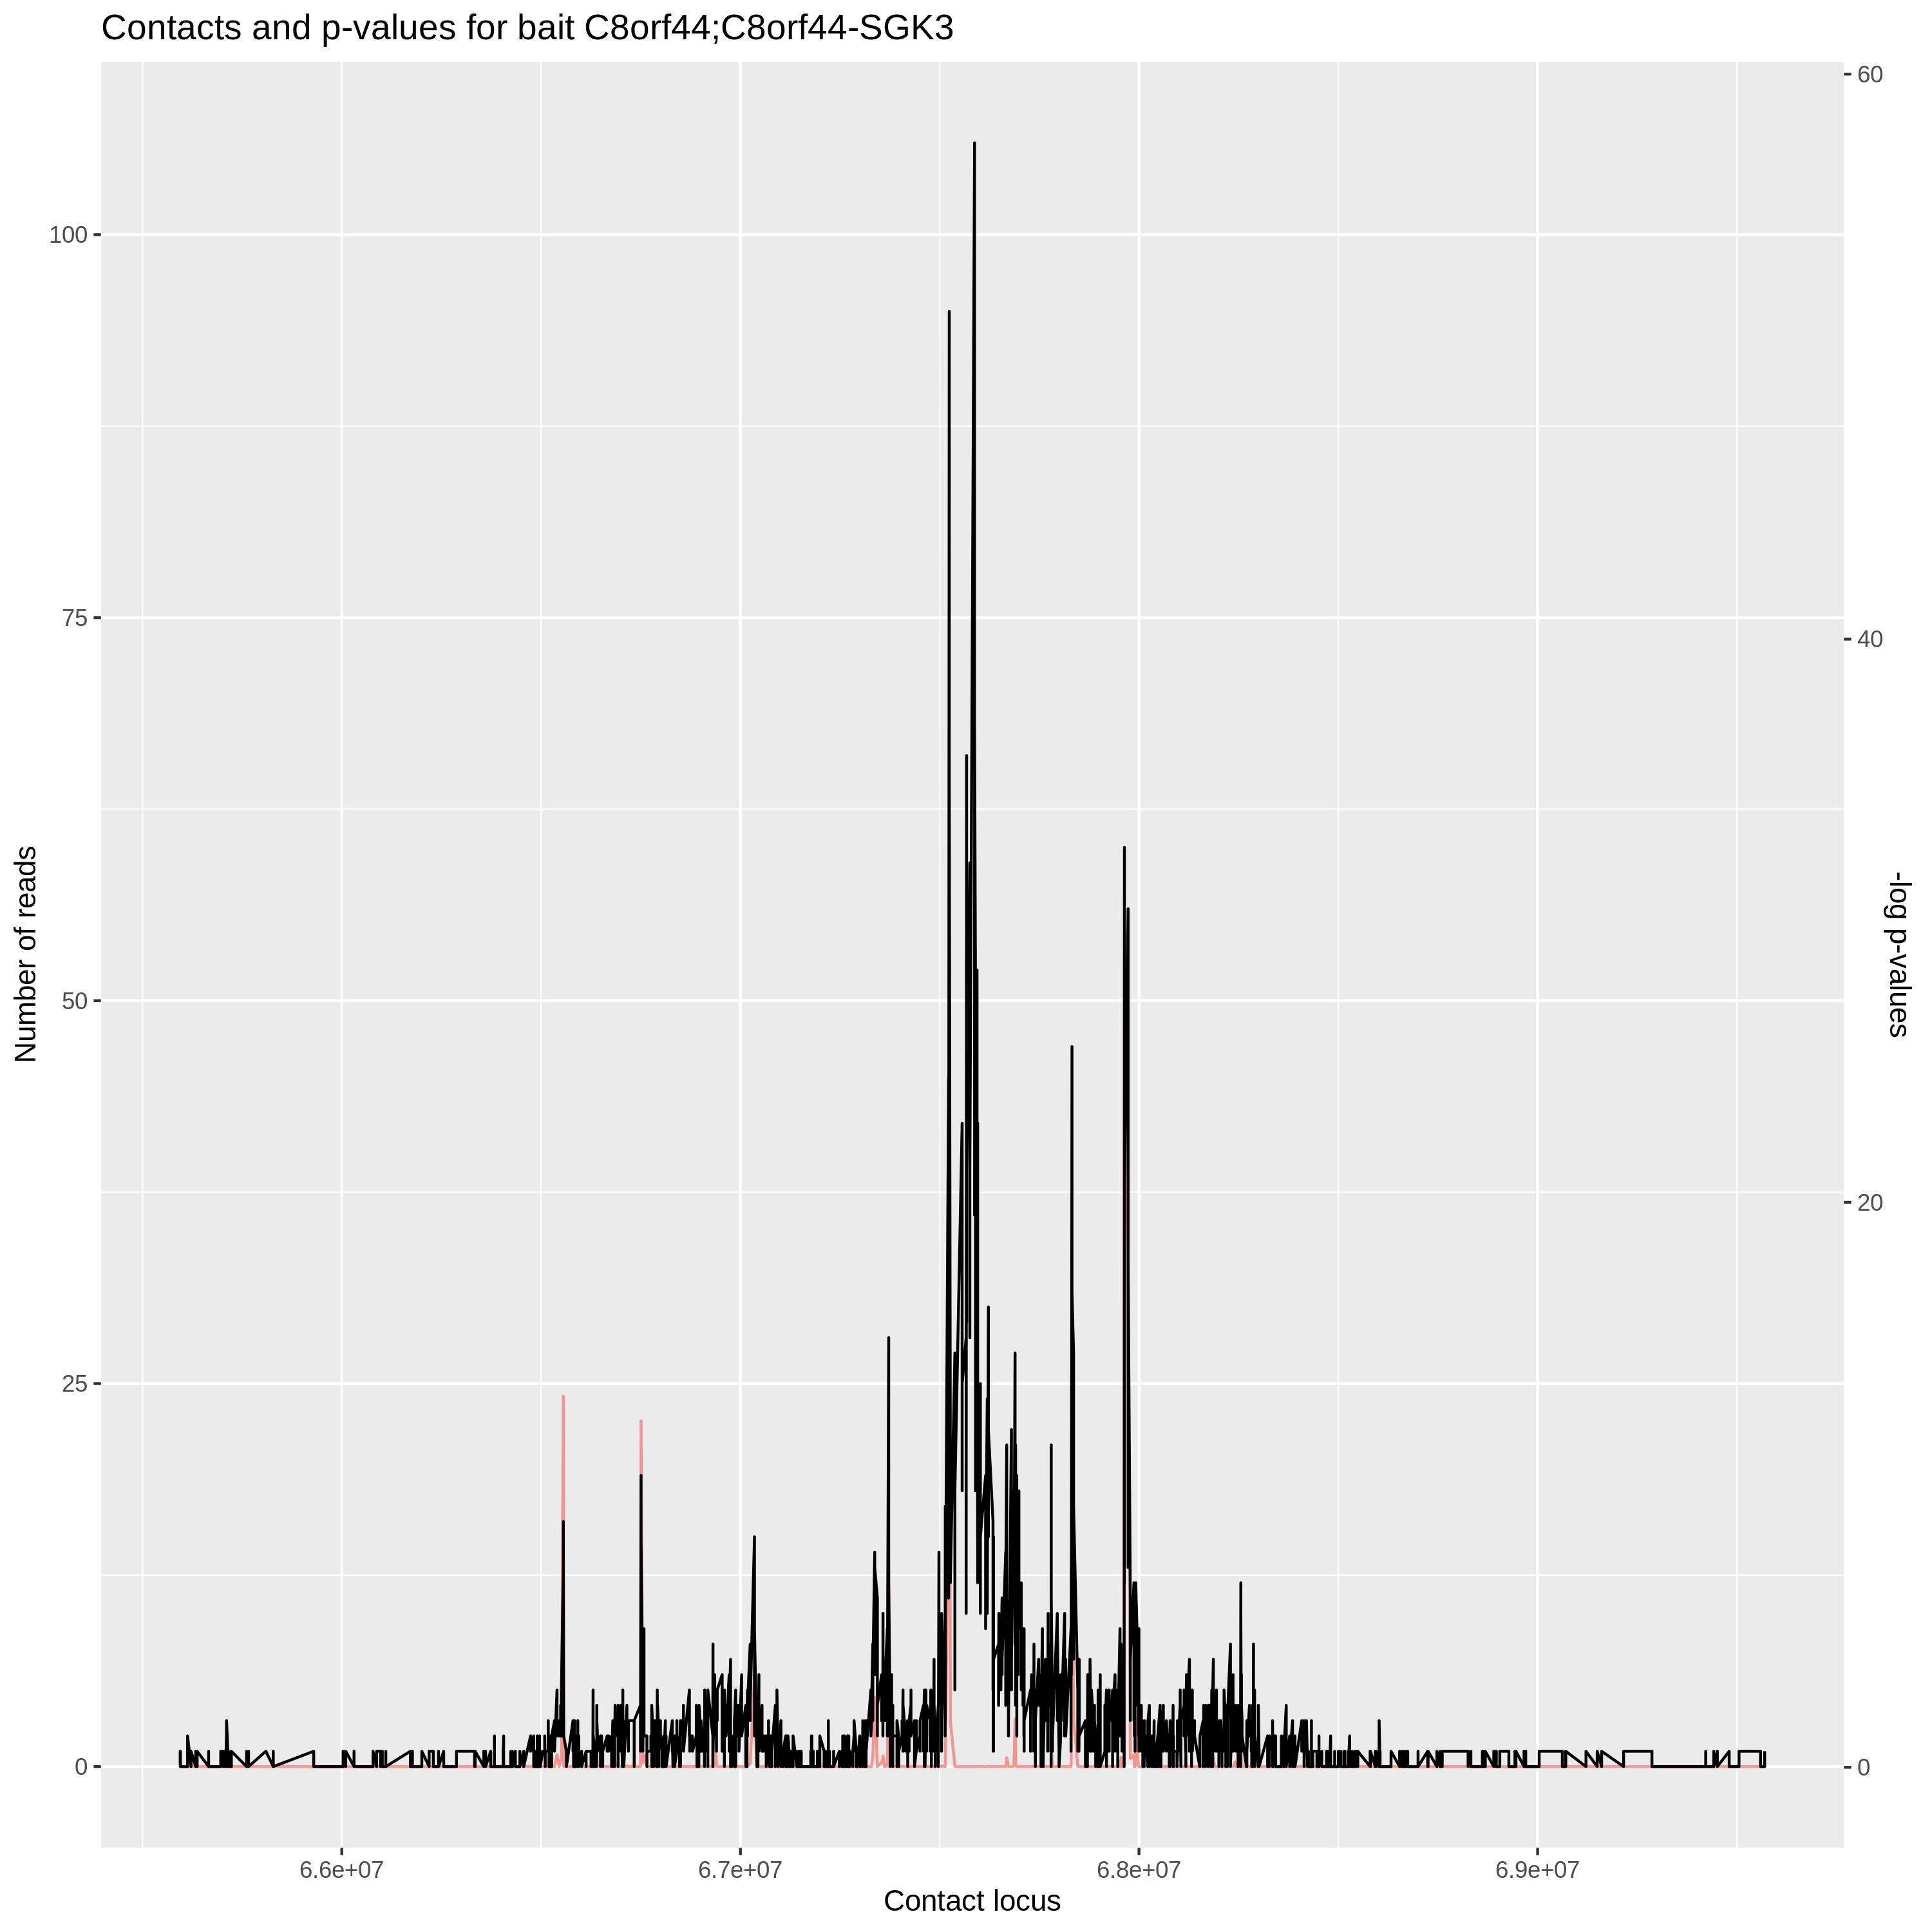 Contacts and p-values for bait C8orf44;C8orf44-SGK3
60
100
75
40
Number of reads
-log p-values
50
20
25
0
0
6.6e+07
6.7e+07
6.8e+07
6.9e+07
Contact locus